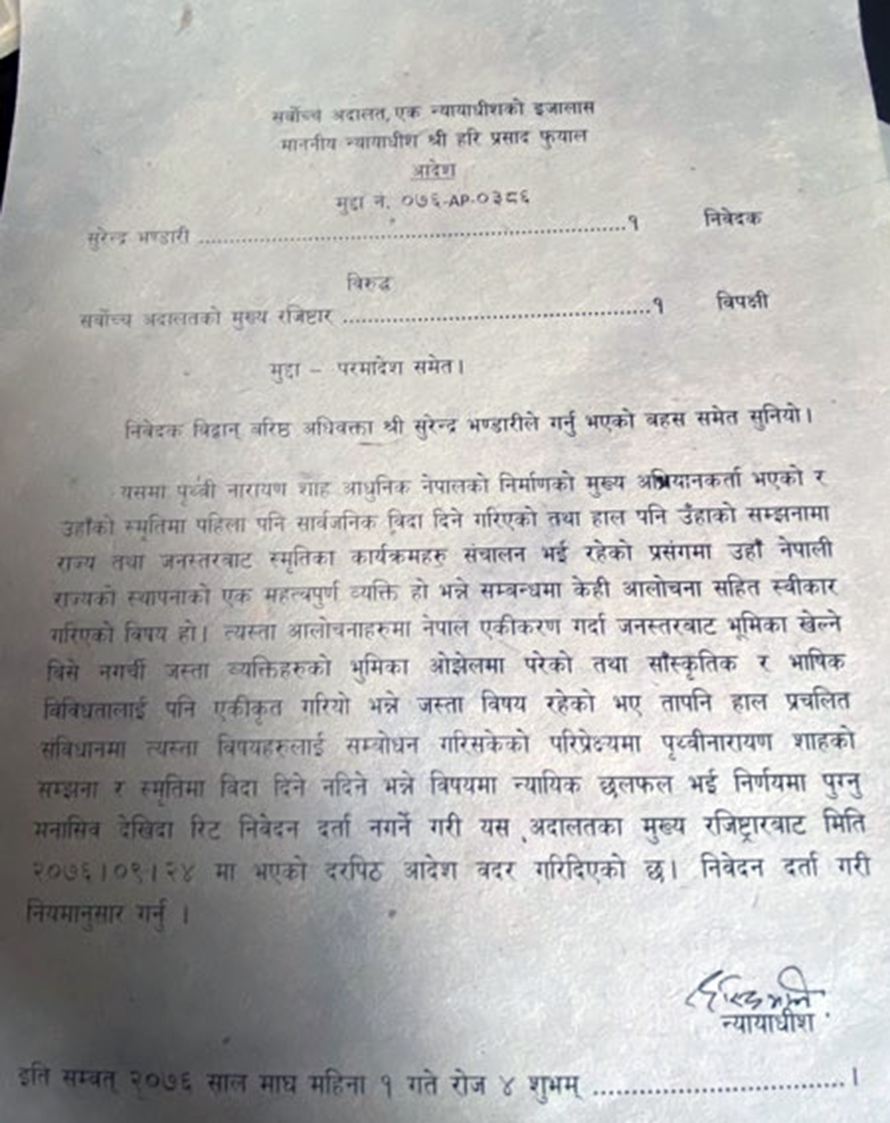 सर्वोच्च अदालत, एक न्यायाधीशको इजालास
माननीय न्यायाधीश श्री हरि प्रसाद फुयाल
आदेश
मुद्दा नं. ०७६-AP-०३८६
सुरेन्द्र भण्डारी ..................................................................१ निवेदक
विरुद्ध
सर्वोच्च अदालतको मुख्य रजिष्टार ................................................१ विपक्षी
मुद्दा – परमादेश समेत।
निवेदक विद्वान् वरिष्ठ अधिवक्ता श्री सुरेन्द्र भण्डारीले गर्नु भएको बहस समेत सुनियो।
यसमा पृथ्वी नारायण शाह आधुनिक नेपालको निर्माणको मुख्य अभियानकर्ता भएको र
उहाँको स्मृतिमा पहिला पनि सार्वजनिक विदा दिने गरिएको तथा हाल पनि उँहाको सम्झनामा
राज्य तथा जनस्तरबाट स्मृतिका कार्यक्रमहरु संचालन भई रहेको प्रसंगमा उहाँ नेपाली
राज्यको स्थापनाको एक महत्वपुर्ण व्यक्ति हो भन्ने सम्बन्धमा केही आलोचना सहित स्वीकार
गरिएको विषय हो। त्यस्ता आलोचनाहरुमा नेपाल एकीकरण गर्दा जनस्तरबाट भूमिका खेल्ने
विसे नगर्ची जस्ता व्यक्तिहरुको भुमिका ओझेलमा परेको तथा साँस्कृतिक र भाषिक
विविधतालाई पनि एकीकृत गरियो भन्ने जस्ता विषय रहेको भए तापनि हाल प्रचलित
संविधानमा त्यस्ता विषयहरुलाई सम्बोधन गरिसकेको परिप्रेक्ष्यमा पृथ्वीनारायण शाहको
सम्झना र स्मृतिमा विदा दिने नदिने भन्ने विषयमा न्यायिक छलफल भई निर्णयमा पुग्नु
मनासिव देखिदा रिट निवेदन दर्ता नगर्ने गरी यस अदालतका मुख्य रजिष्ट्रारबाट मिति
२०७६।०९।२४ मा भएको दरपिठ आदेश वदर गरिदिएको छ। निवेदन दर्ता गरी
नियमानुसार गर्नु ।
न्यायाधीश
इति सम्वत् २०७६ साल माघ महिना १ गते रोज ४ शुभम् ......................................।